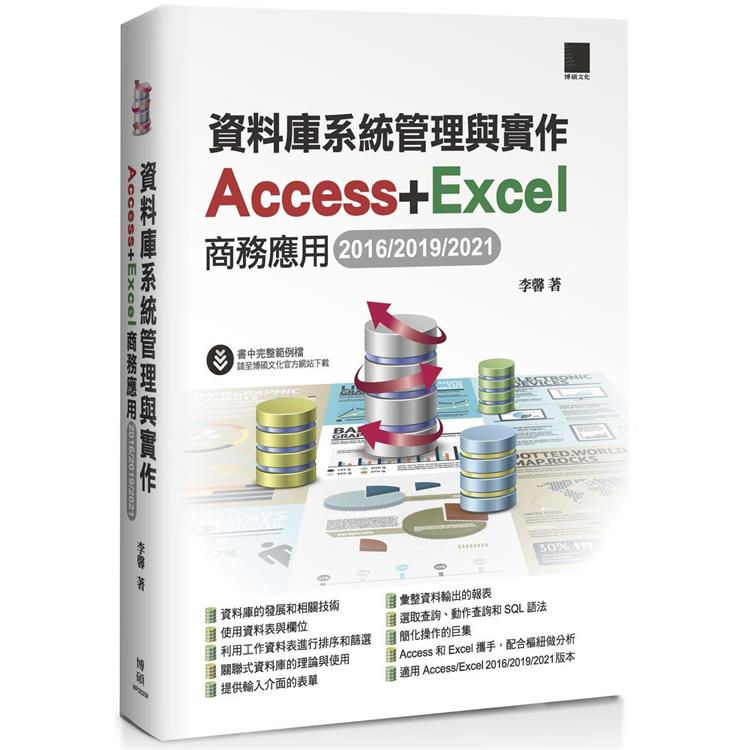 博碩文化
資料庫系統管理與實作
Access+Excel
商務應用 2016/2019/2021
李馨 著
書中完整範例檔
請至博碩文化官方網站下載
資料庫的發展和相關技術
使用資料表與欄位
利用工作資料表進行排序和篩選
關聯式資料庫的理論與使用
提供輸入介面的表單
彙整資料輸出的報表
選取查詢、動作查詢和 SQL 語法
簡化操作的巨集
Access 和 Excel 攜手，配合樞紐做分析
適用 Access/Excel 2016/2019/2021版本
資料庫系統管理與實作
Access+Excel 商務應用 2016/2019/2021
李馨 著
博碩
DOTTED.WORLD
MAP.ROCKS
30%